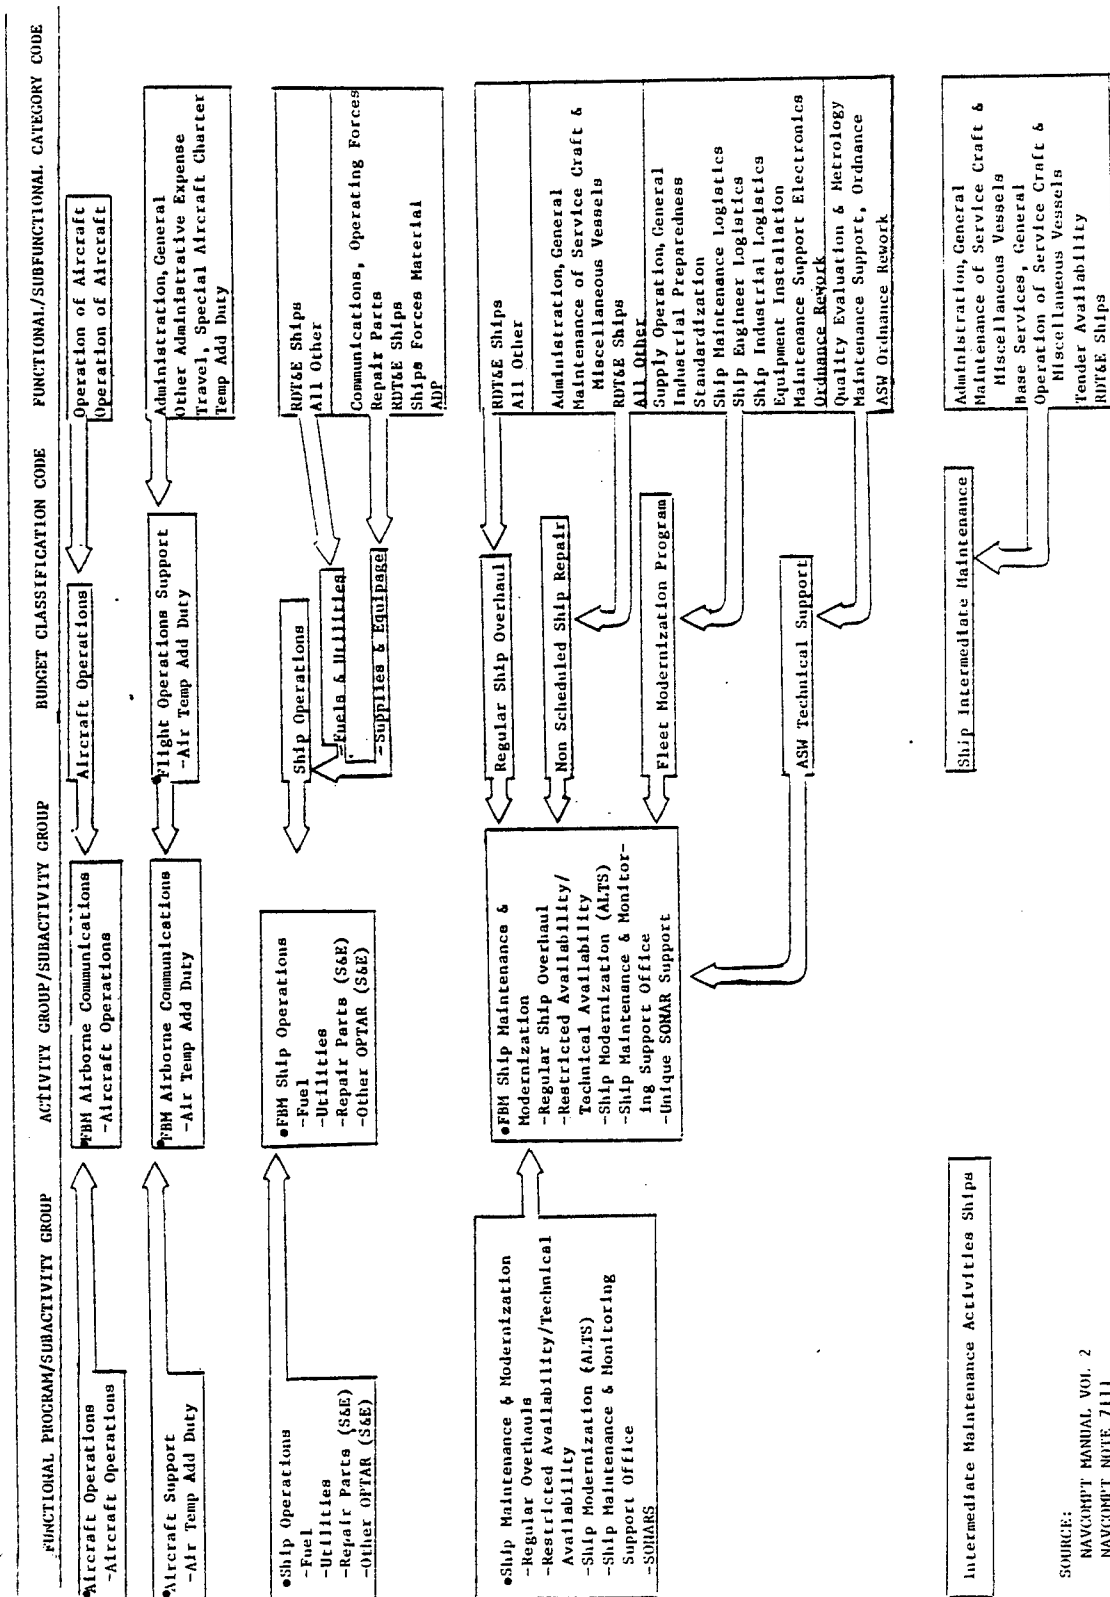 FUNCTIONAL PROGRAM/SUBACTIVITY GROUP
ACTIVITY GROUP/SUBACTIVITY GROUP
BUDGET CLASSIFICATION CODE
FUNCTIONAL/SUBFUNCTIONAL CATEGORY CODE
•Aircraft Operations
-Aircraft Operations
•FBM Airborne Communications
-Aircraft Operations
Aircraft Operations
Operation of Aircraft
Operation of Aircraft
•Aircraft Support
-Air Temp Add Duty
•FBM Airborne Communications
-Air Temp Add Duty
•Flight Operations Support
-Air Temp Add Duty
Administration, General
Other Administrative Expense
Travel, Special Aircraft Charter
Temp Add Duty
•Ship Operations
-Fuel
-Utilities
-Repair Parts (S&E)
-Other OPTAR (S&E)
•FBM Ship Operations
-Fuel
-Utilities
-Repair Parts (S&E)
-Other OPTAR (S&E)
Ship Operations
-Fuels & Utilities
-Supplies & Equipage
RDT&E Ships
All Other
Communications, Operating Forces
Repair Parts
RDT&E Ships
Ships Forces Material
ADP
•Ship Maintenance & Modernization
-Regular Overhauls
-Restricted Availability/Technical
Availability
-Ship Modernization (ALTS)
-Ship Maintenance & Monitoring
Support Office
-SONARS
•FBM Ship Maintenance &
Modernization
-Regular Ship Overhaul
-Restricted Availability/
Technical Availability
-Ship Modernization (ALTS)
-Ship Maintenance & Monitor-
ing Support Office
-Unique SONAR Support
Regular Ship Overhaul
Non Scheduled Ship Repair
Fleet Modernization Program
ASW Technical Support
RDT&E Ships
All Other
Administration, General
Maintenance of Service Craft &
Miscellaneous Vessels
RDT&E Ships
All Other
Supply Operation, General
Industrial Preparedness
Standardization
Ship Maintenance Logistics
Ship Engineer Logistics
Ship Industrial Logistics
Equipment Installation
Maintenance Support Electronics
Ordnance Rework
Quality Evaluation & Metrology
Maintenance Support, Ordnance
ASW Ordnance Rework
Intermediate Maintenance Activities Ships
Ship Intermediate Maintenance
Administration, General
Maintenance of Service Craft &
Miscellaneous Vessels
Base Services, General
Operation of Service Craft &
Miscellaneous Vessels
Tender Availability
RDT&E Ships
SOURCE:
NAVCOMPT MANUAL VOL 2
NAVCOMPT NOTE 7111